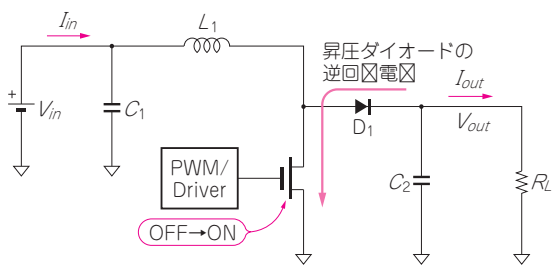 Iin
L1
昇圧ダイオードの
逆回☒電☒
Iout
+
Vin
C1
D1
Vout
PWM/
Driver
C2
RL
OFF→ON